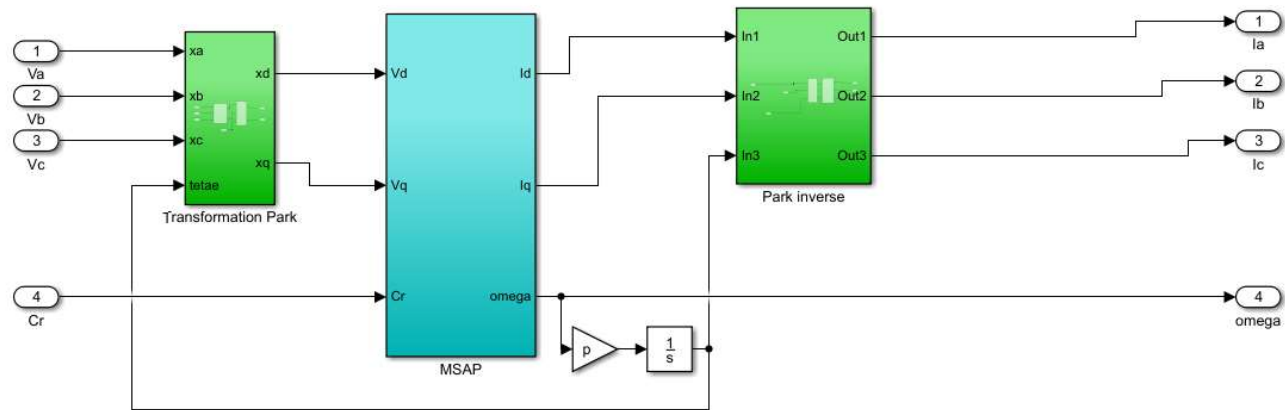 1
Va
2
Vb
3
Vc
4
Cr
xa
xb
xc
tetae
xd
xq
Transformation Park
Vd
Vq
Cr
Id
Iq
omega
MSAP
p
1
s
In1
In2
In3
Out1
Out2
Out3
Park inverse
1
Ia
2
Ib
3
Ic
4
omega